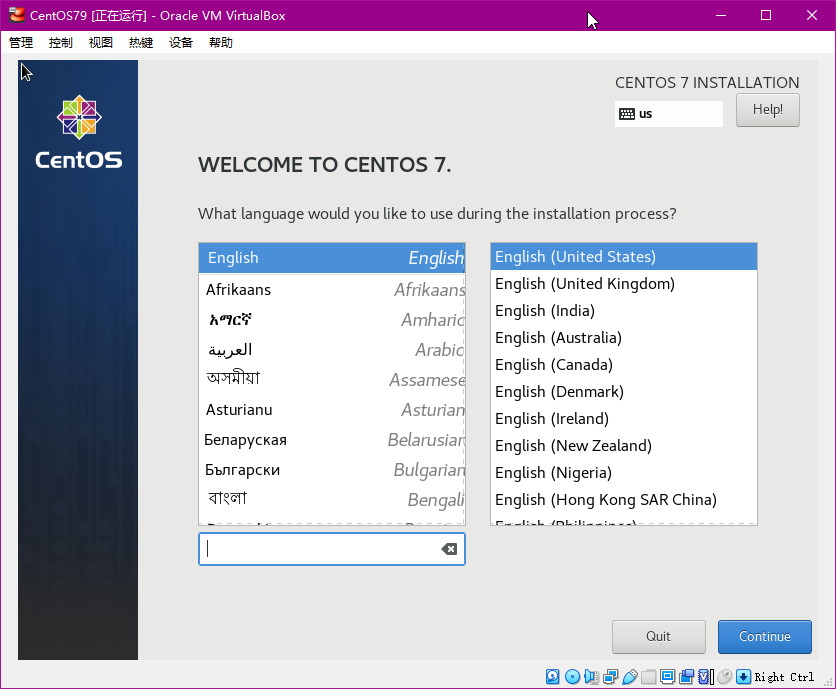 CentOS79 [正在运行] - Oracle VM VirtualBox
管理 控制 视图 热键 设备 帮助
CentOS
CENTOS 7 INSTALLATION
us
Help!
WELCOME TO CENTOS 7.
What language would you like to use during the installation process?
English English
Afrikaans Afrikaans
አማርኛ Amharic
العربية Arabic
অসমীয়া Assamese
Asturianu Asturian
Беларуская Belarusian
Български Bulgarian
বাংলা Bengali
English (United States)
English (United Kingdom)
English (India)
English (Australia)
English (Canada)
English (Denmark)
English (Ireland)
English (New Zealand)
English (Nigeria)
English (Hong Kong SAR China)
English (Philippines)
Quit
Continue
Right Ctrl